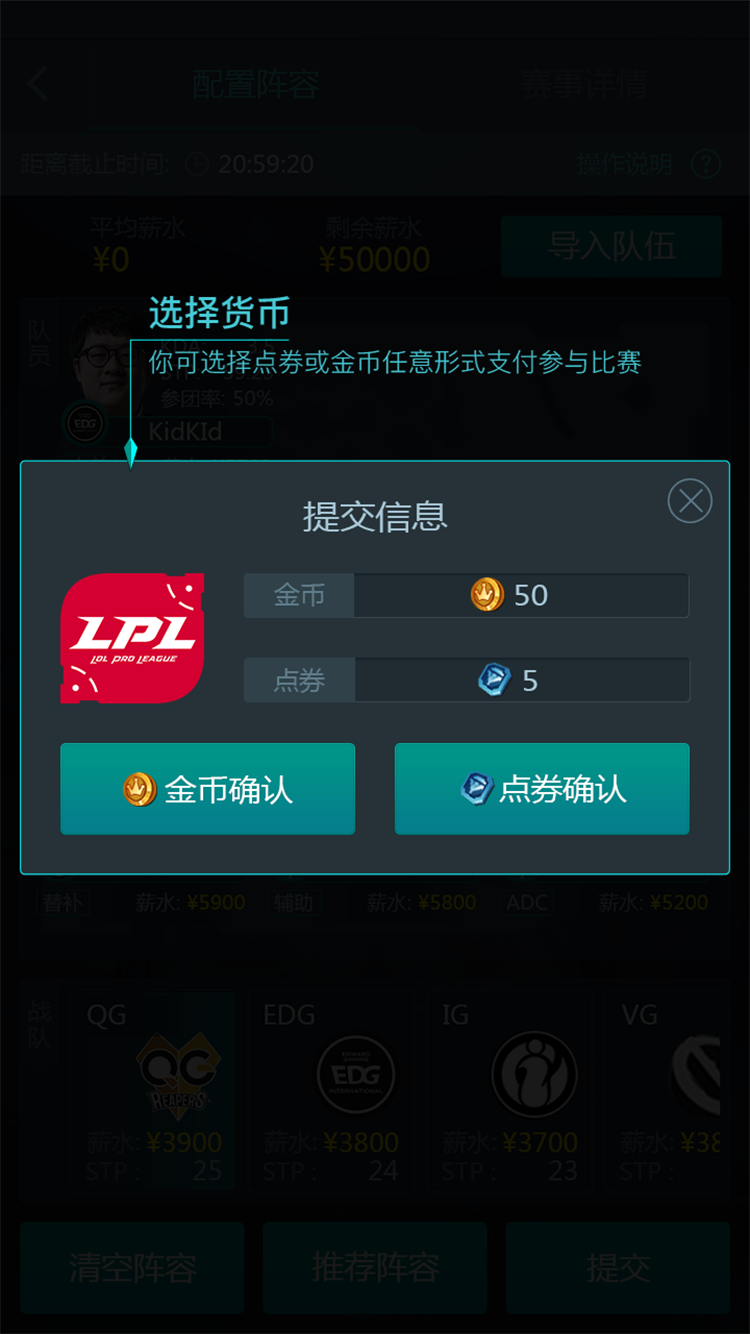 配置阵容
赛事详情
距离截止时间: 20:59:20
操作说明 ?
平均薪水
¥0
剩余薪水
¥50000
导入队伍
选择货币
你可选择点券或金币任意形式支付参与比赛
队员
参团率: 50%
EDG
KidKId
提交信息
LPL
LOL PRO LEAGUE
金币 50
点券 5
金币确认
点券确认
替补 薪水: ¥5900
辅助 薪水: ¥5800
ADC 薪水: ¥5200
战队
QG
QG
REAPERS
薪水: ¥3900
STP : 25
EDG
EDWARD
GAMING
EDG
INTERNATIONAL
薪水: ¥3800
STP : 24
IG
薪水: ¥3700
STP : 23
VG
薪水: ¥38
STP :
清空阵容
推荐阵容
提交